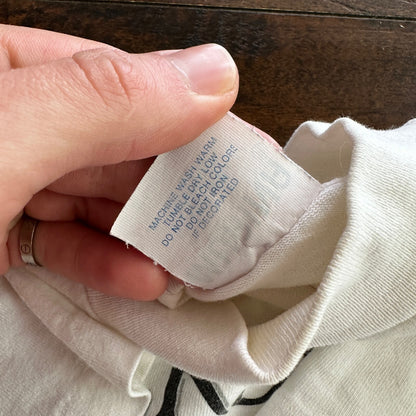 MACHINE WASH WARM
TUMBLE DRY LOW
DO NOT BLEACH COLORS
DO NOT IRON
IF DECORATED